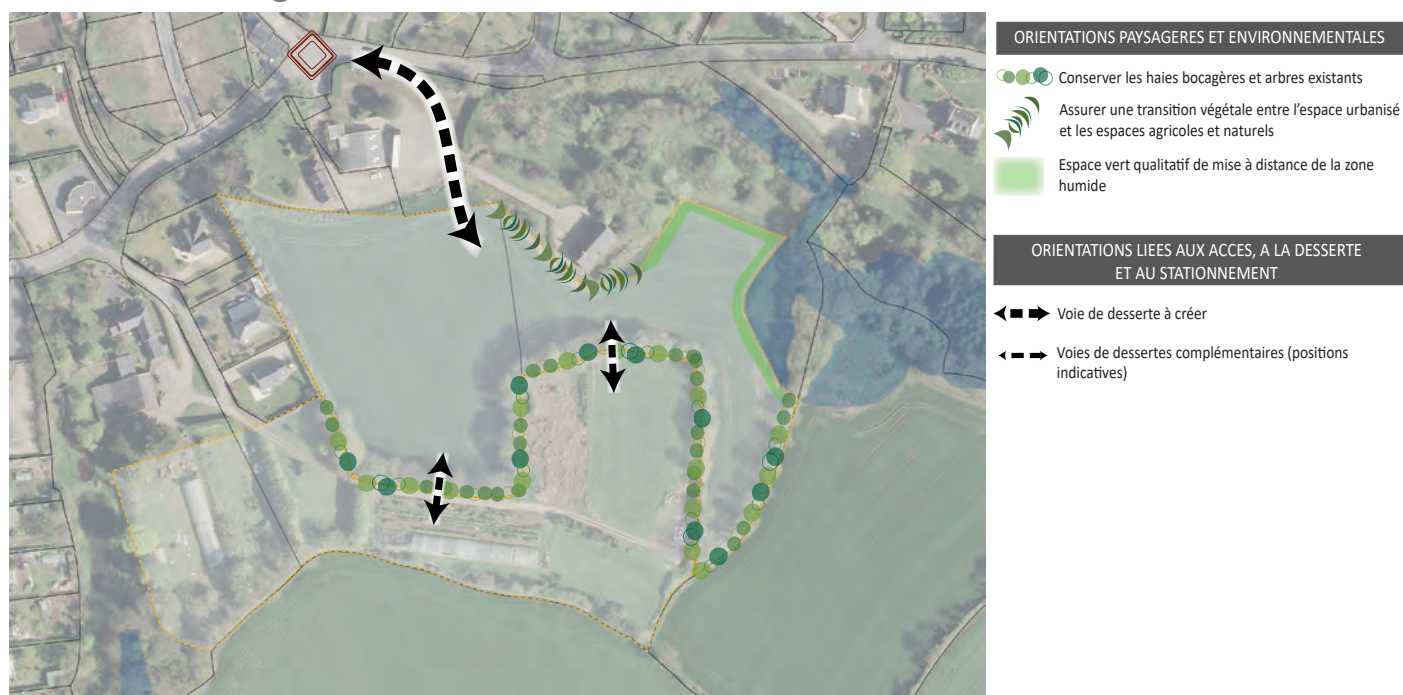 ORIENTATIONS PAYSAGERES ET ENVIRONNEMENTALES
Conserver les haies bocagères et arbres existants
Assurer une transition végétale entre l'espace urbanisé
et les espaces agricoles et naturels
Espace vert qualitatif de mise à distance de la zone
humide
ORIENTATIONS LIEES AUX ACCES, A LA DESSERTE
ET AU STATIONNEMENT
Voie de desserte à créer
Voies de dessertes complémentaires (positions
indicatives)